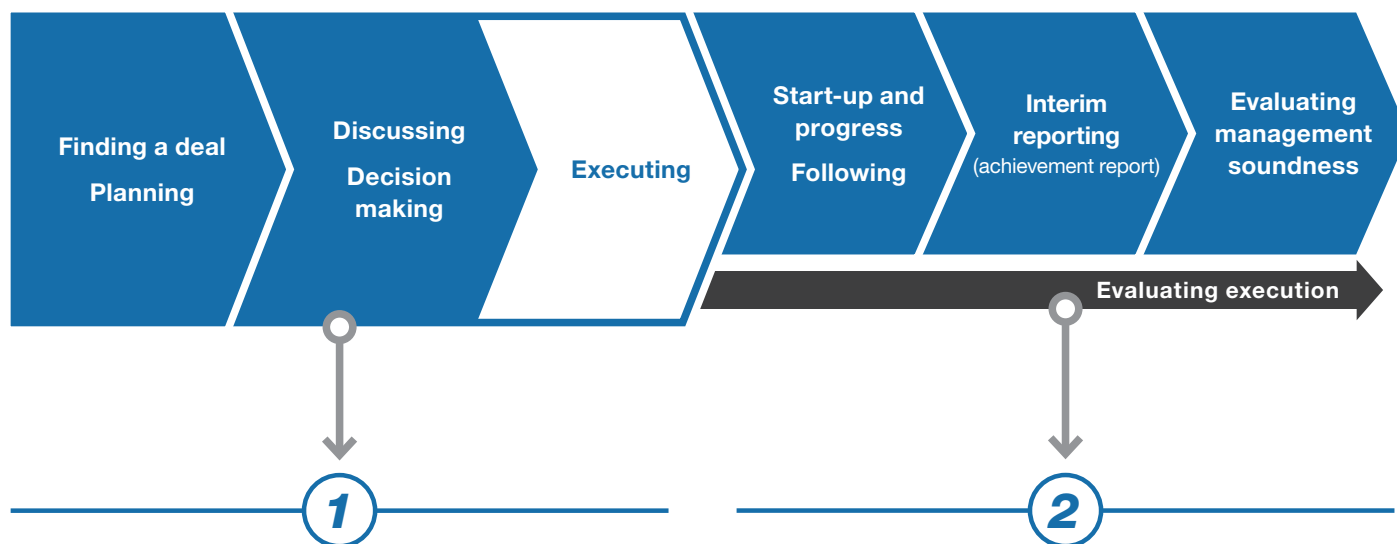 Finding a deal
Planning
Discussing
Decision
making
Executing
Start-up and
progress
Following
Interim
reporting
(achievement report)
Evaluating
management
soundness
Evaluating execution
1
2